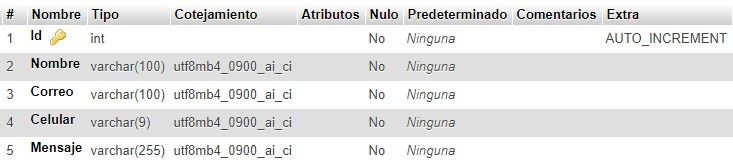 # Nombre Tipo Cotejamiento Atributos Nulo Predeterminado Comentarios Extra
1 Id int No Ninguna AUTO_INCREMENT
2 Nombre varchar(100) utf8mb4_0900_ai_ci No Ninguna
3 Correo varchar(100) utf8mb4_0900_ai_ci No Ninguna
4 Celular varchar(9) utf8mb4_0900_ai_ci No Ninguna
5 Mensaje varchar(255) utf8mb4_0900_ai_ci No Ninguna